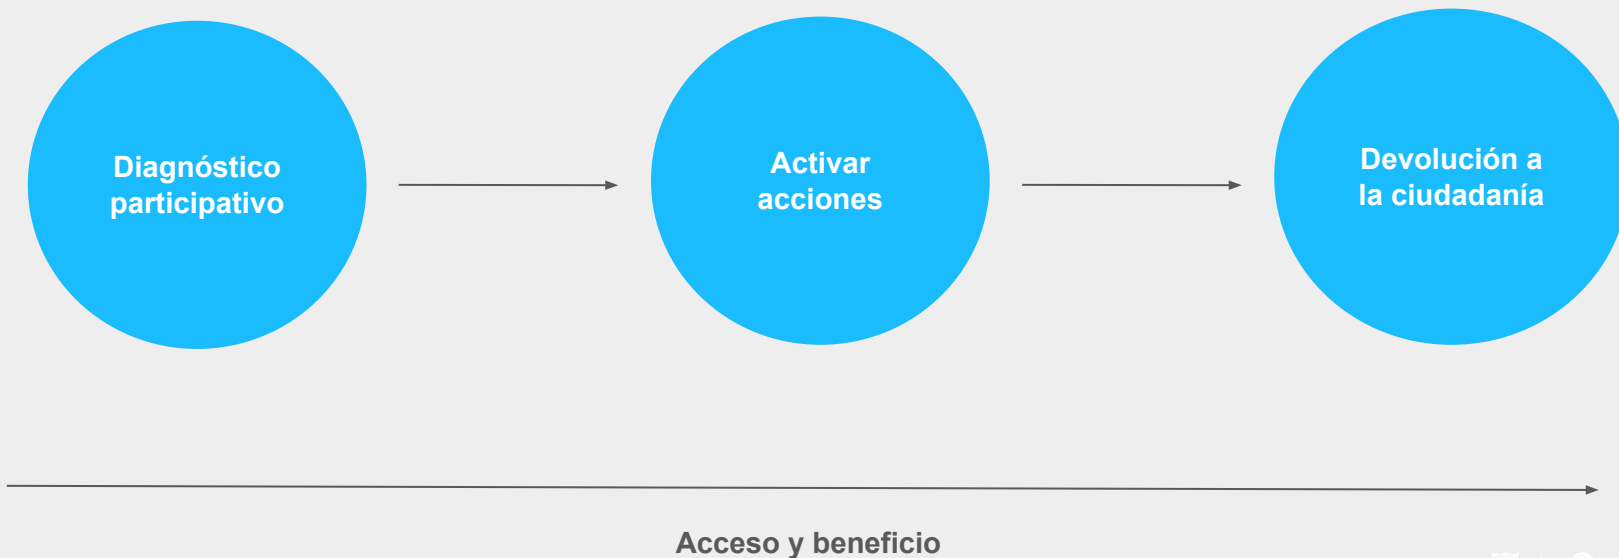 Diagnóstico
participativo
Activar
acciones
Devolución a
la ciudadanía
Acceso y beneficio